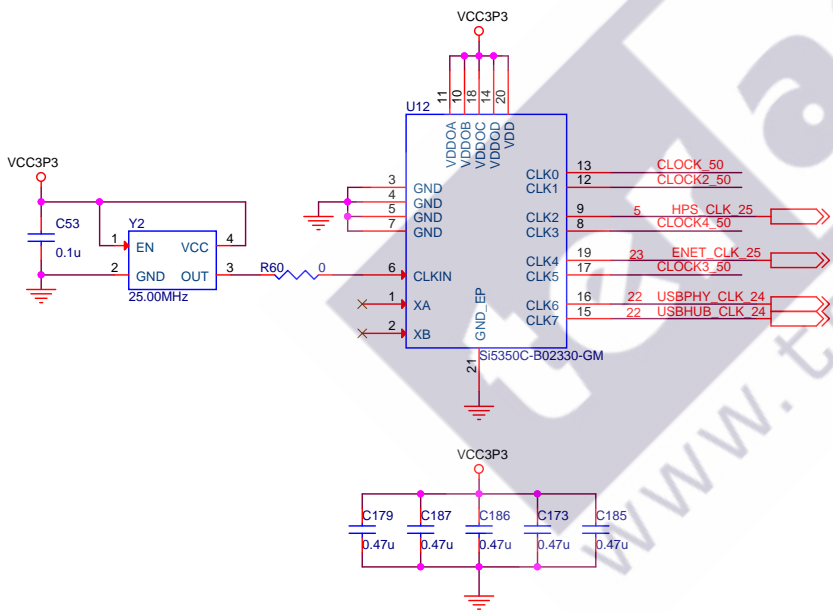 VCC3P3
11
10
18
14
20
U12
VDDOA
VDDOB
VDDOC
VDDOD
VDD
VCC3P3
3 GND
4 GND
5 GND
7 GND
CLK0 13 CLOCK_50
CLK1 12 CLOCK2_50
CLK2 9 5 HPS_CLK_25
CLK3 8 CLOCK4_50
CLK4 19 23 ENET_CLK_25
CLK5 17 CLOCK3_50
CLK6 16 22 USBPHY_CLK_24
CLK7 15 22 USBHUB_CLK_24
C53
0.1u
Y2
1 EN VCC 4
2 GND OUT 3
25.00MHz
R60 0
6 CLKIN
1 XA
2 XB
GND_EP
21
Si5350C-B02330-GM
VCC3P3
C179 C187 C186 C173 C185
0.47u 0.47u 0.47u 0.47u 0.47u
tera
www.t